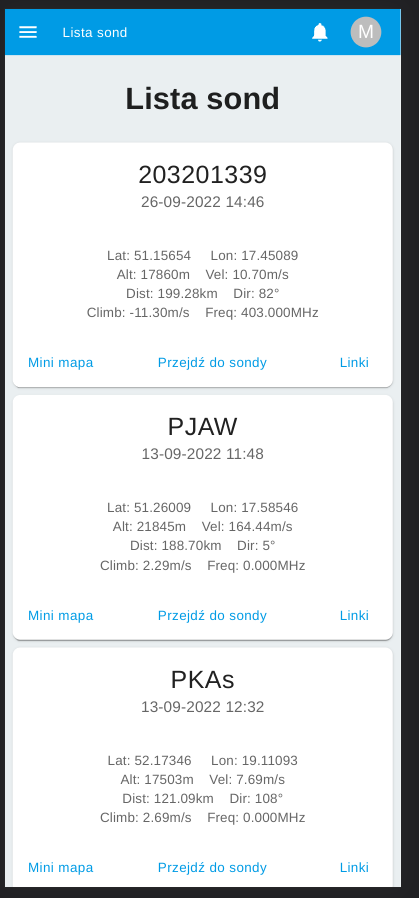 Lista sond
M
Lista sond
203201339
26-09-2022 14:46
Lat: 51.15654 Lon: 17.45089
Alt: 17860m Vel: 10.70m/s
Dist: 199.28km Dir: 82°
Climb: -11.30m/s Freq: 403.000MHz
Mini mapa Przejdź do sondy Linki
PJAW
13-09-2022 11:48
Lat: 51.26009 Lon: 17.58546
Alt: 21845m Vel: 164.44m/s
Dist: 188.70km Dir: 5°
Climb: 2.29m/s Freq: 0.000MHz
Mini mapa Przejdź do sondy Linki
PKAs
13-09-2022 12:32
Lat: 52.17346 Lon: 19.11093
Alt: 17503m Vel: 7.69m/s
Dist: 121.09km Dir: 108°
Climb: 2.69m/s Freq: 0.000MHz
Mini mapa Przejdź do sondy Linki